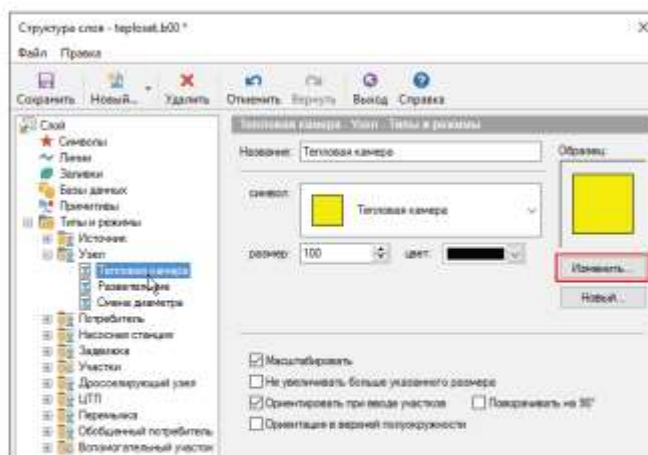 Структура слоя - teploset.b00 *
Файл Правка
Сохранить Новый... Удалить Отменить Вернуть Выход Справка
Слой
Символы
Линии
Заливки
Базы данных
Примитивы
Типы и режимы
Источник
Узел
Тепловая камера
Разветвление
Смена диаметра
Потребитель
Насосная станция
Задвижка
Участки
Дросселирующий узел
ЦТП
Перемычка
Обобщенный потребитель
Вспомогательный участок
Тепловая камера - Узел - Типы и режимы
Название: Тепловая камера
Образец:
символ: Тепловая камера
размер: 100 цвет:
Изменить...
Новый...
Масштабировать
Не увеличивать больше указанного размера
Ориентировать при вводе участков Поворачивать на 90°
Ориентация в верхней полуокружности